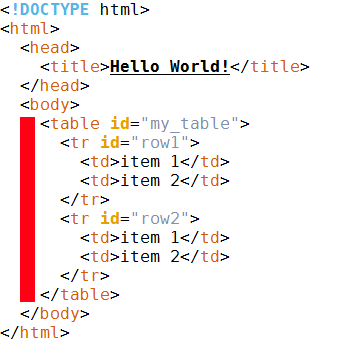 <!DOCTYPE html>
<html>
  <head>
    <title>Hello World!</title>
  </head>
  <body>
    <table id="my_table">
      <tr id="row1">
        <td>item 1</td>
        <td>item 2</td>
      </tr>
      <tr id="row2">
        <td>item 1</td>
        <td>item 2</td>
      </tr>
    </table>
  </body>
</html>